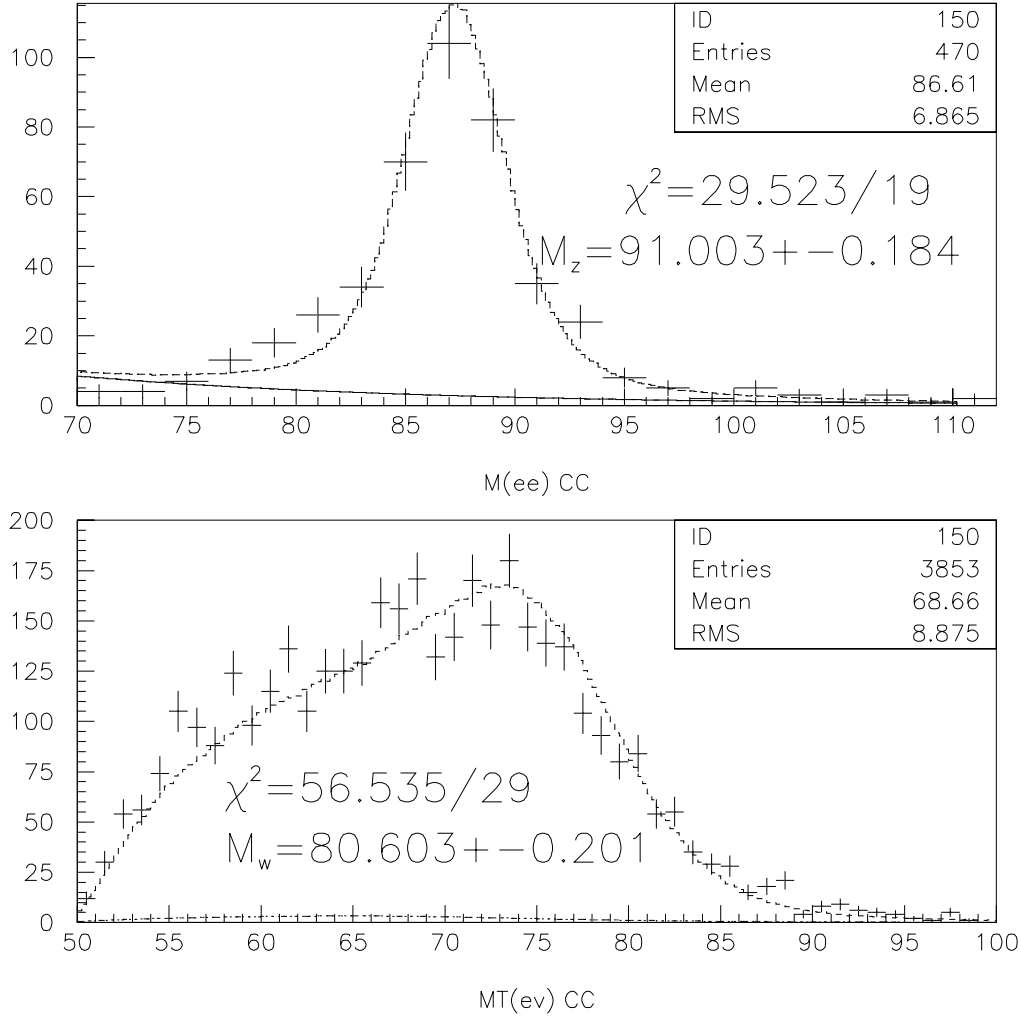 ID 150
Entries 470
Mean 86.61
RMS 6.865
χ²=29.523/19
M_z=91.003+−0.184
100
80
60
40
20
0
70 75 80 85 90 95 100 105 110
M(ee) CC
ID 150
Entries 3853
Mean 68.66
RMS 8.875
200
175
150
125
100
75
50
25
0
χ²=56.535/29
M_w=80.603+−0.201
50 55 60 65 70 75 80 85 90 95 100
MT(ev) CC